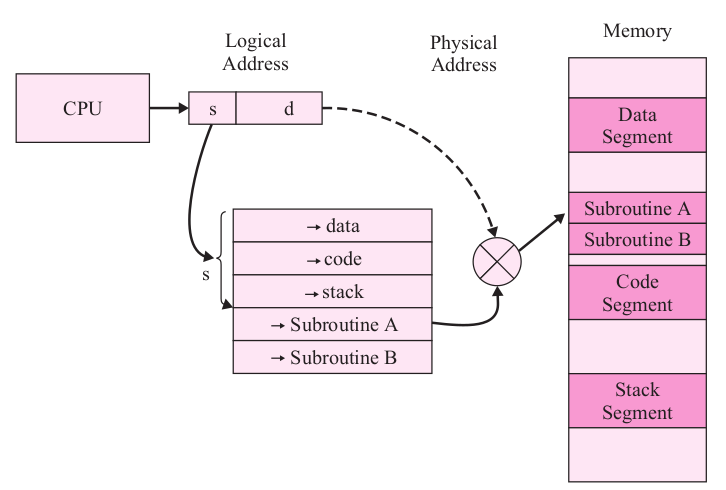 Logical
Address
Physical
Address
Memory
CPU
s d
s
→ data
→ code
→ stack
→ Subroutine A
→ Subroutine B
Data
Segment
Subroutine A
Subroutine B
Code
Segment
Stack
Segment